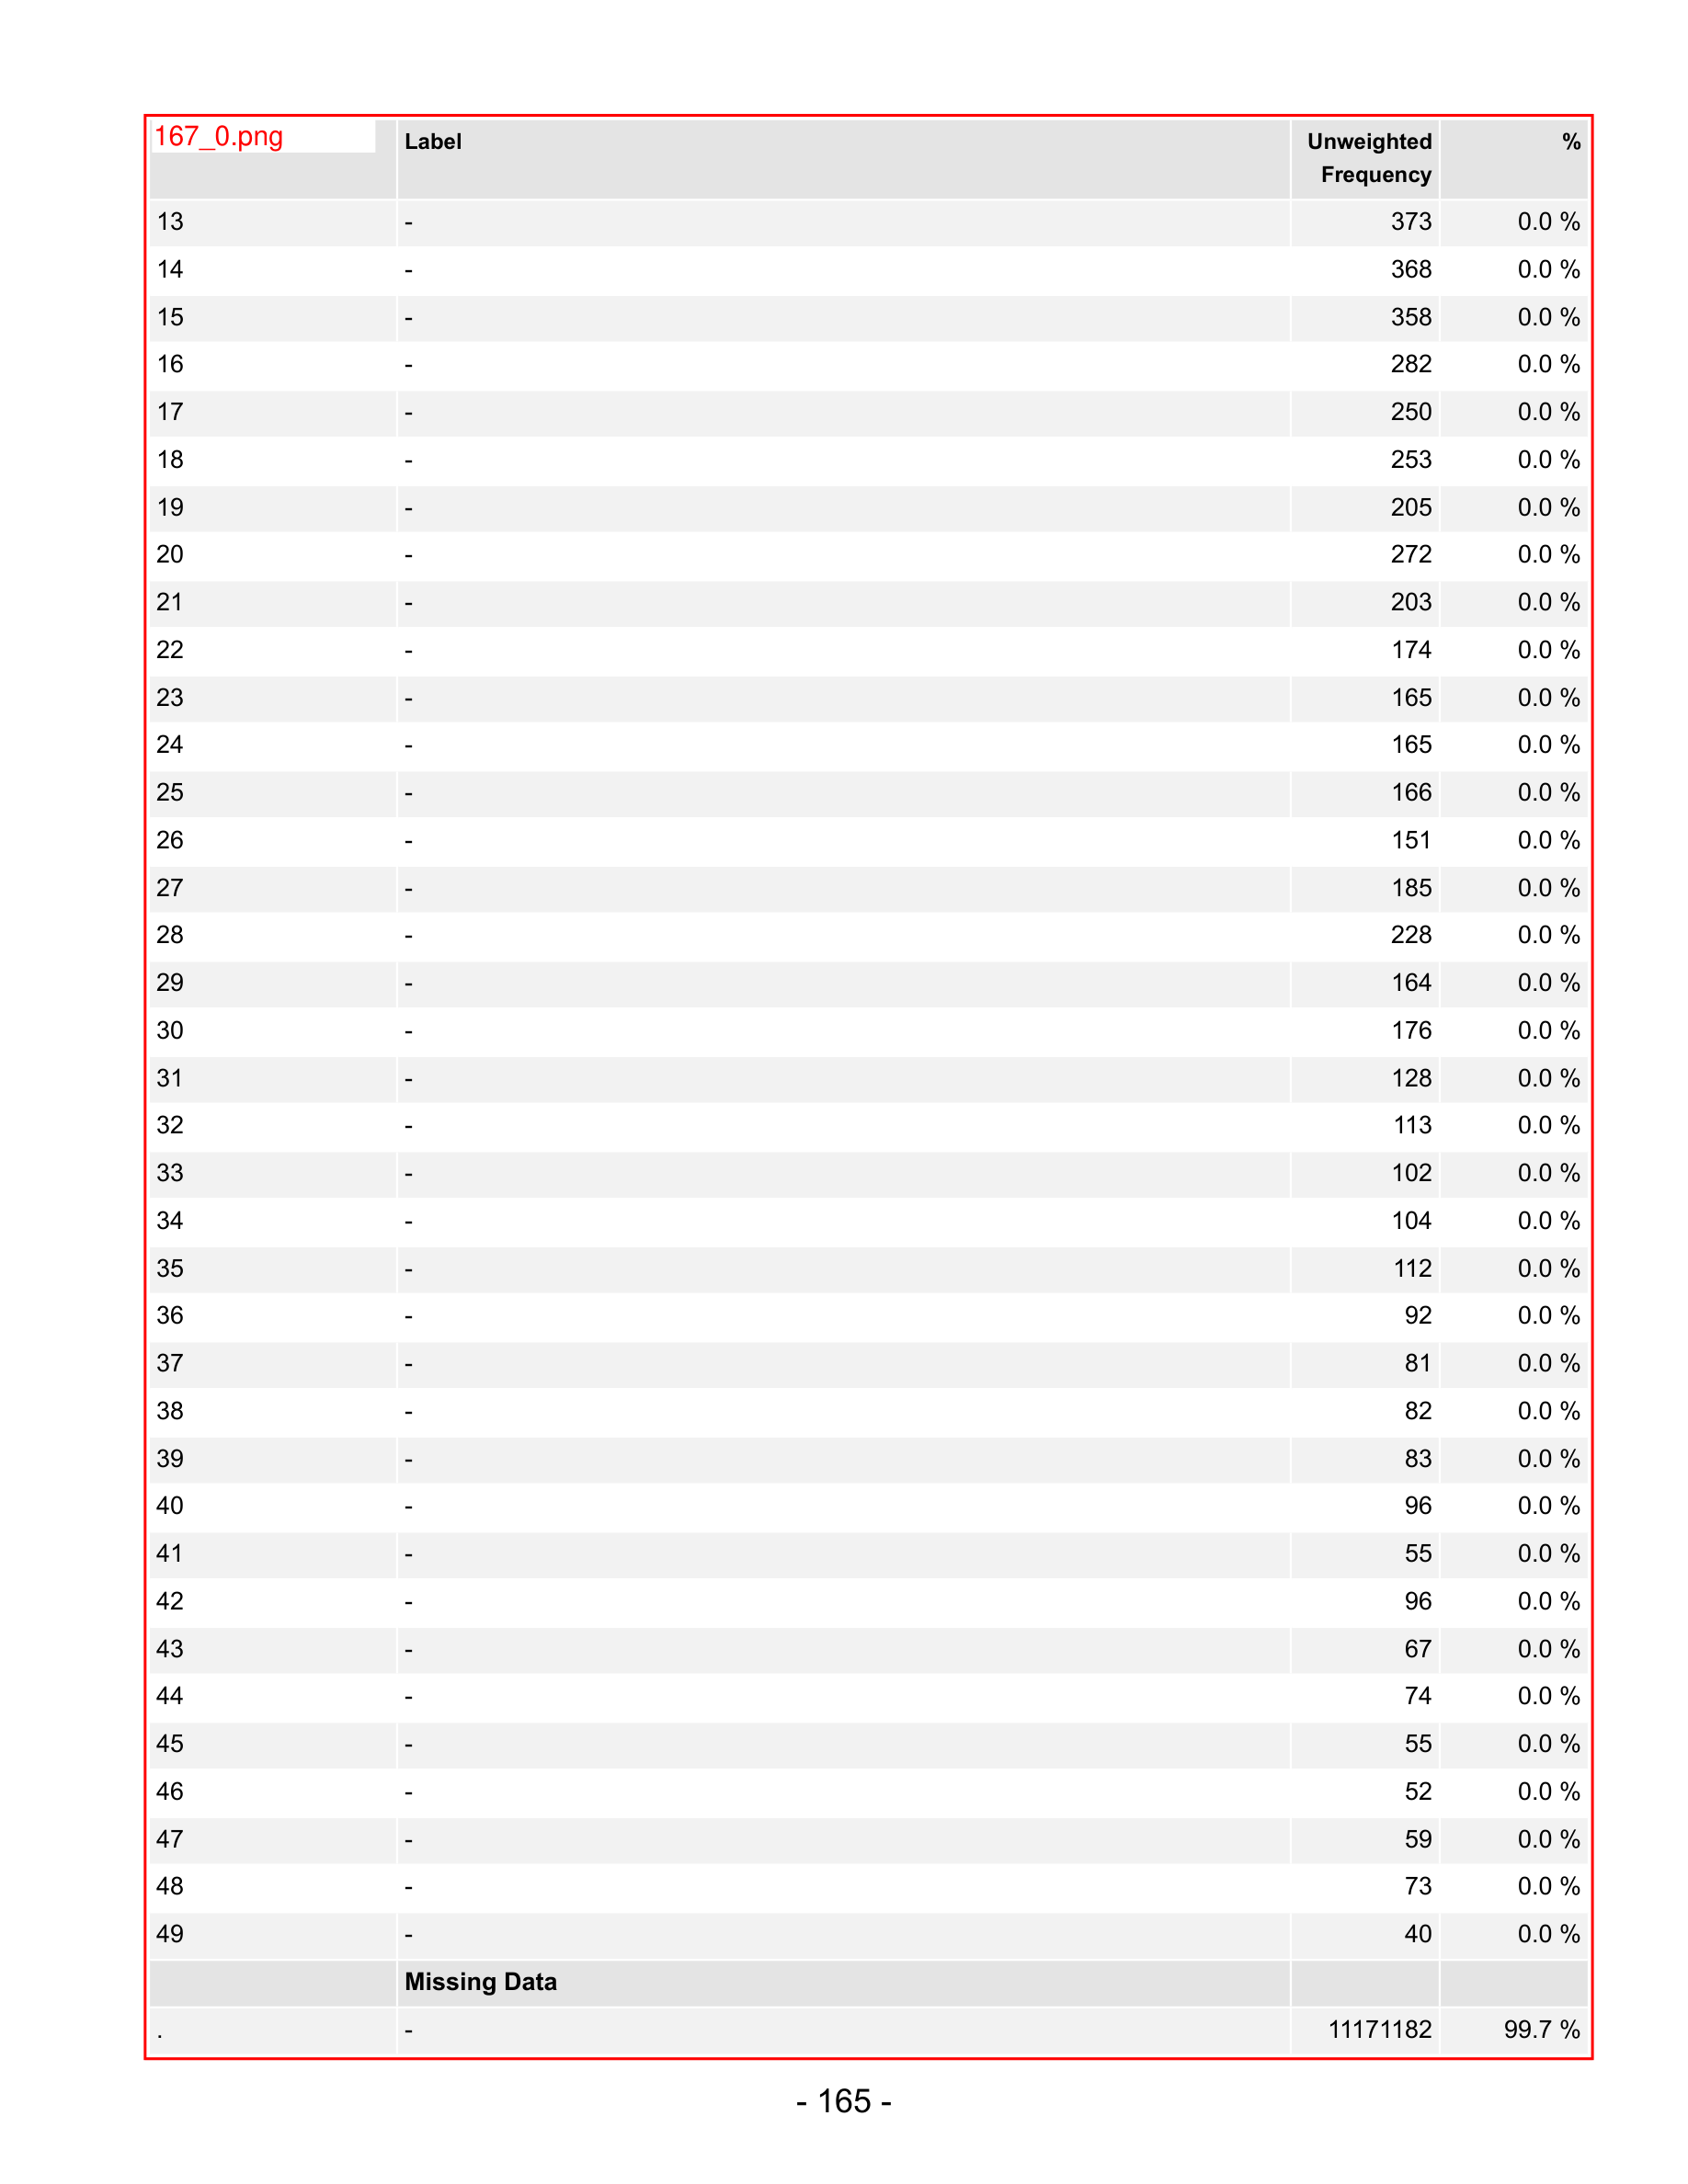 167_0.png Label Unweighted Frequency %
13 - 373 0.0 %
14 - 368 0.0 %
15 - 358 0.0 %
16 - 282 0.0 %
17 - 250 0.0 %
18 - 253 0.0 %
19 - 205 0.0 %
20 - 272 0.0 %
21 - 203 0.0 %
22 - 174 0.0 %
23 - 165 0.0 %
24 - 165 0.0 %
25 - 166 0.0 %
26 - 151 0.0 %
27 - 185 0.0 %
28 - 228 0.0 %
29 - 164 0.0 %
30 - 176 0.0 %
31 - 128 0.0 %
32 - 113 0.0 %
33 - 102 0.0 %
34 - 104 0.0 %
35 - 112 0.0 %
36 - 92 0.0 %
37 - 81 0.0 %
38 - 82 0.0 %
39 - 83 0.0 %
40 - 96 0.0 %
41 - 55 0.0 %
42 - 96 0.0 %
43 - 67 0.0 %
44 - 74 0.0 %
45 - 55 0.0 %
46 - 52 0.0 %
47 - 59 0.0 %
48 - 73 0.0 %
49 - 40 0.0 %
Missing Data
. - 11171182 99.7 %
- 165 -